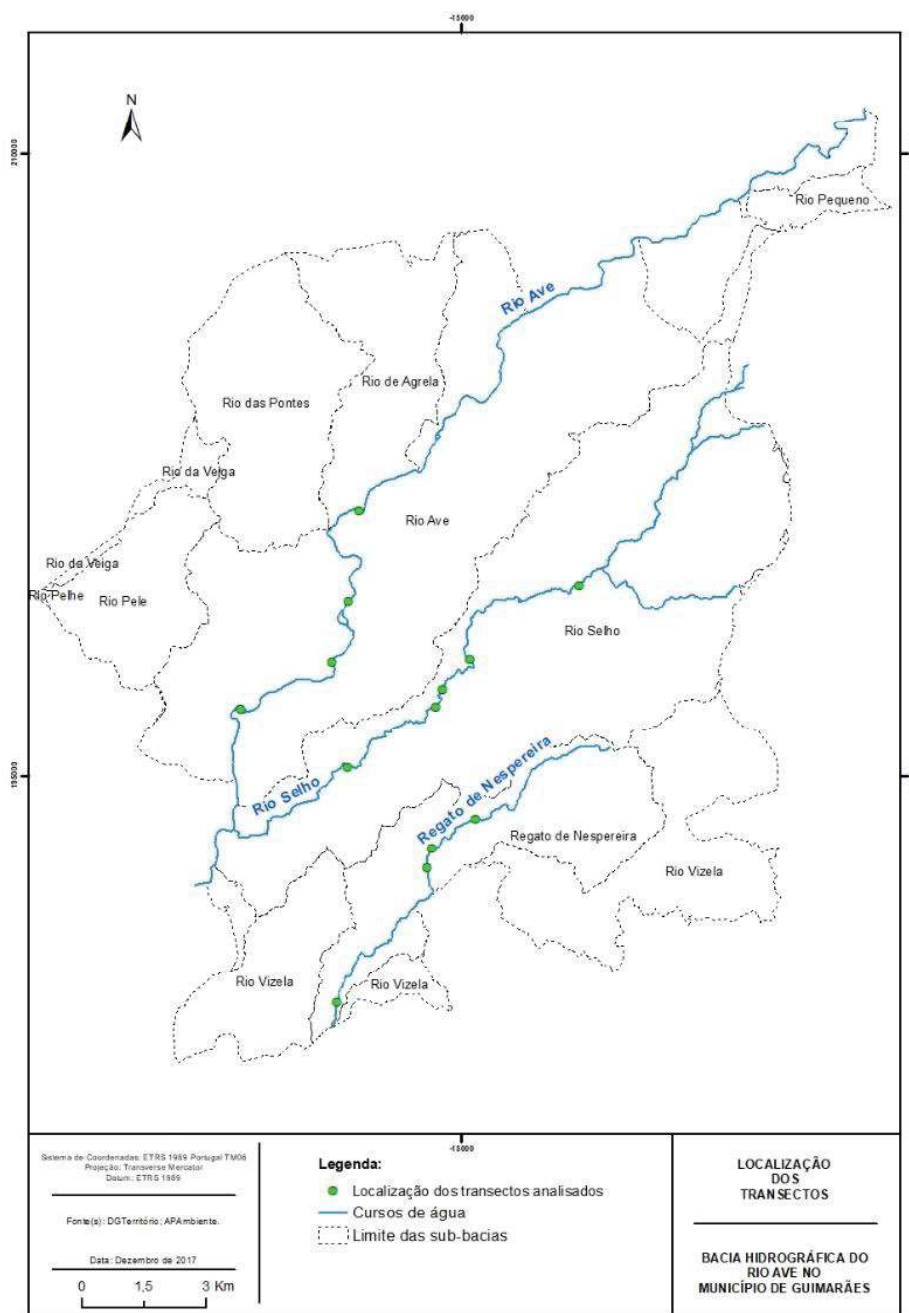 -15000
N
210000
210000
Rio Pequeno
Rio Ave
Rio de Agrela
Rio das Pontes
Rio da Veiga
Rio Ave
Rio da Veiga
Rio Pelhe
Rio Pele
Rio Selho
195000
195000
Rio Selho
Regato de Nespereira
Regato de Nespereira
Rio Vizela
Rio Vizela
Rio Vizela
-15000
Sistema de Coordenadas: ETRS 1989 Portugal TM06
Projeção: Transverse Mercator
Datum: ETRS 1989
Fonte(s): DGTerritório; APAmbiente.
Data: Dezembro de 2017
0 1,5 3 Km
Legenda:
Localização dos transectos analisados
Cursos de água
Limite das sub-bacias
LOCALIZAÇÃO
DOS
TRANSECTOS
BACIA HIDROGRÁFICA DO
RIO AVE NO
MUNICÍPIO DE GUIMARÃES